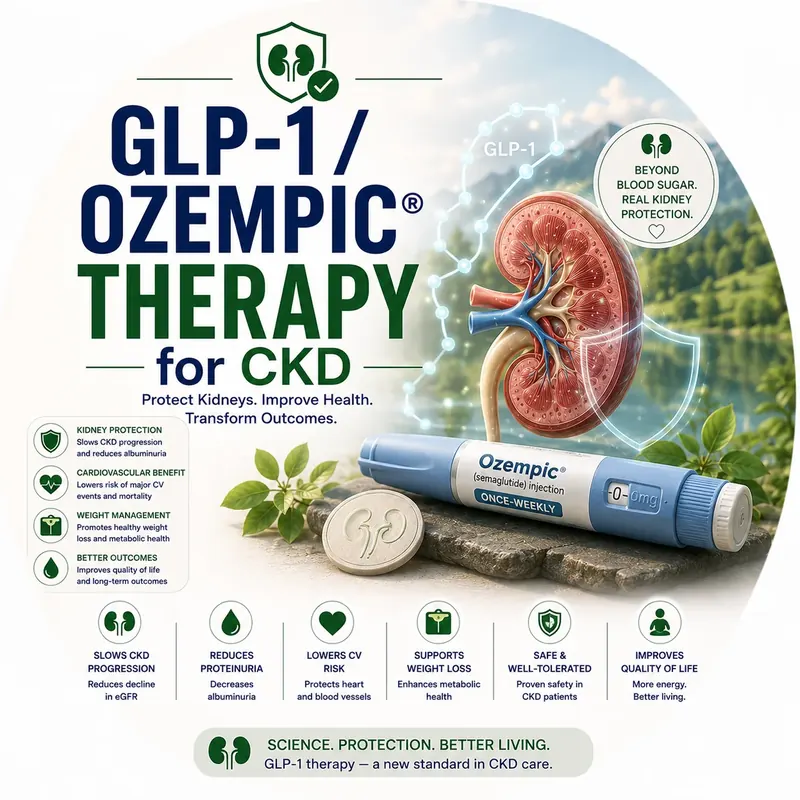 GLP-1 /
OZEMPIC®
THERAPY
for CKD
Protect Kidneys. Improve Health.
Transform Outcomes.
GLP-1
BEYOND
BLOOD SUGAR.
REAL KIDNEY
PROTECTION.
KIDNEY PROTECTION
Slows CKD progression
and reduces albuminuria
CARDIOVASCULAR BENEFIT
Lowers risk of major CV
events and mortality
WEIGHT MANAGEMENT
Promotes healthy weight
loss and metabolic health
BETTER OUTCOMES
Improves quality of life
and long-term outcomes
Ozempic®
(semaglutide) injection
ONCE-WEEKLY
-0-
SLOWS CKD
PROGRESSION
Reduces decline
in eGFR
REDUCES
PROTEINURIA
Decreases
albuminuria
LOWERS CV
RISK
Protects heart
and blood vessels
SUPPORTS
WEIGHT LOSS
Enhances metabolic
health
SAFE &
WELL-TOLERATED
Proven safety in
CKD patients
IMPROVES
QUALITY OF LIFE
More energy.
Better living.
SCIENCE. PROTECTION. BETTER LIVING.
GLP-1 therapy — a new standard in CKD care.